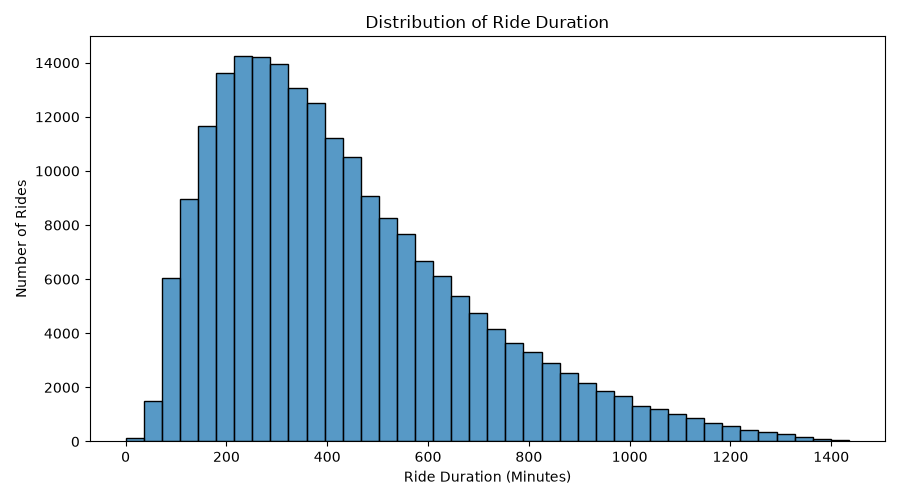 Distribution of Ride Duration
14000
12000
10000
8000
6000
4000
2000
0
Number of Rides
0 200 400 600 800 1000 1200 1400
Ride Duration (Minutes)